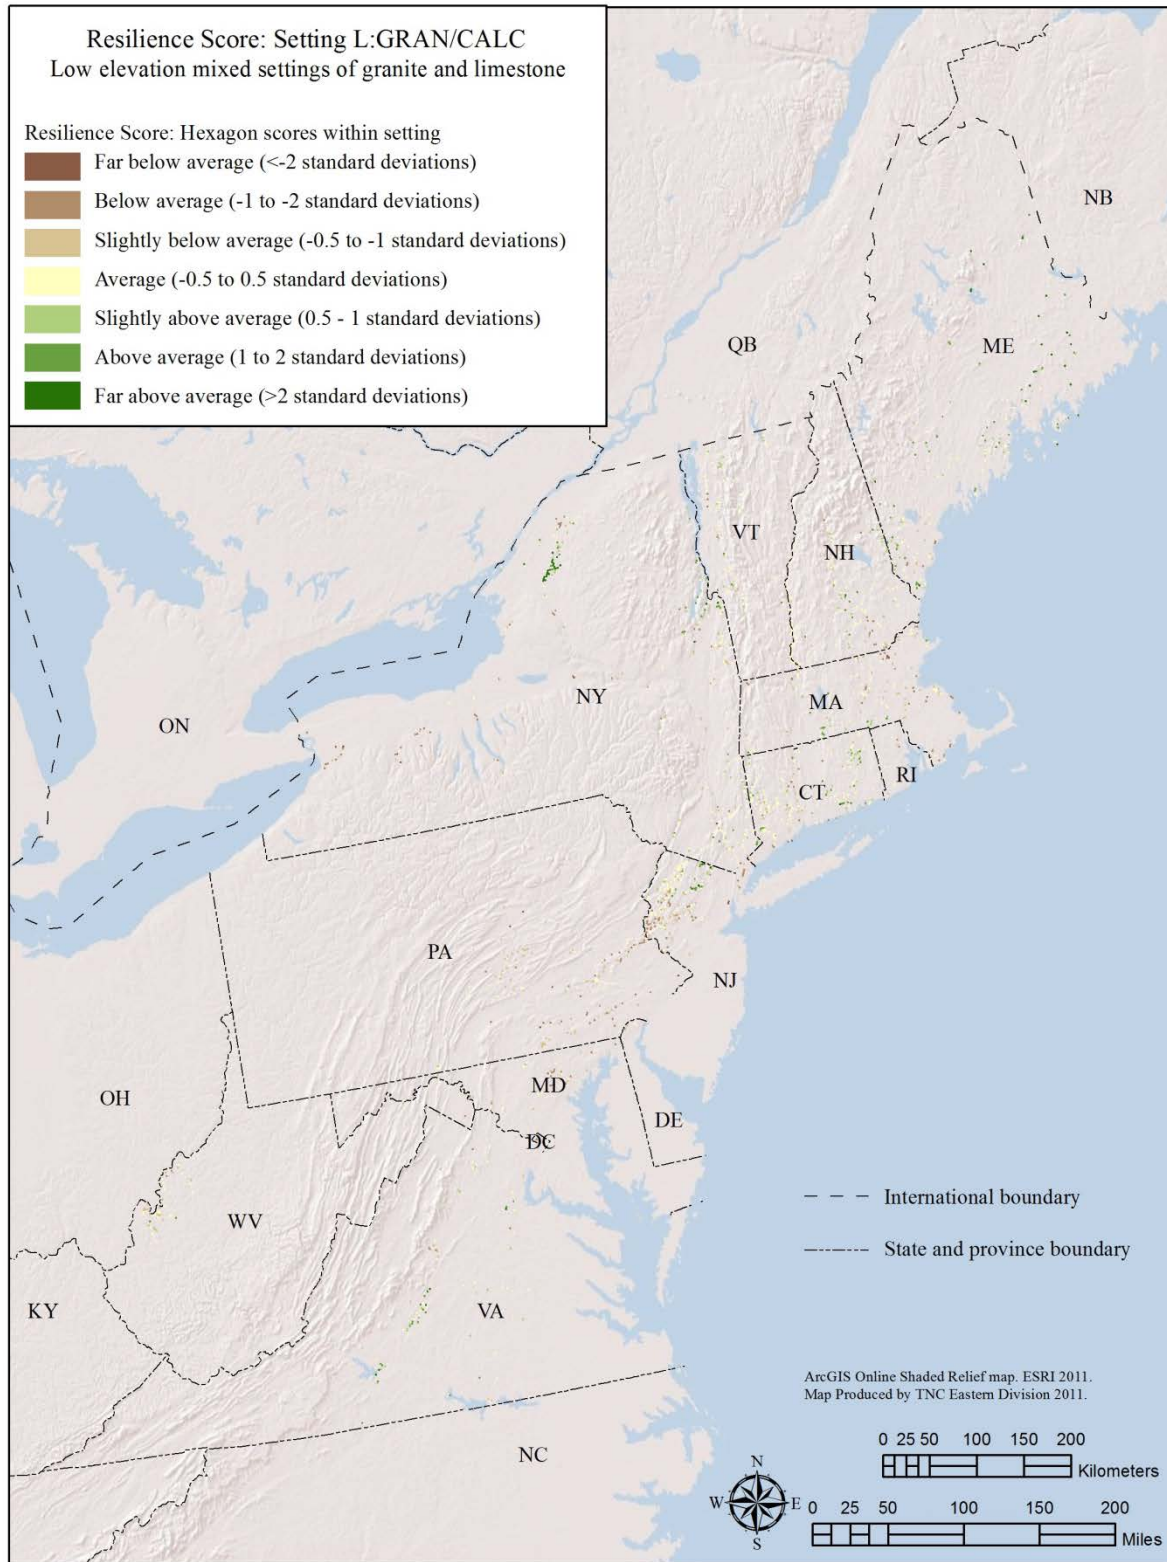 Resilience Score: Setting L:GRAN/CALC
Low elevation mixed settings of granite and limestone
Resilience Score: Hexagon scores within setting
Far below average (<-2 standard deviations)
Below average (-1 to -2 standard deviations)
Slightly below average (-0.5 to -1 standard deviations)
Average (-0.5 to 0.5 standard deviations)
Slightly above average (0.5 - 1 standard deviations)
Above average (1 to 2 standard deviations)
Far above average (>2 standard deviations)
NB
QB
ME
VT
NH
NY
MA
ON
CT
RI
PA
NJ
OH
MD
DE
DC
WV
KY
VA
NC
International boundary
State and province boundary
ArcGIS Online Shaded Relief map. ESRI 2011.
Map Produced by TNC Eastern Division 2011.
0 25 50 100 150 200
Kilometers
N
W E
S
0 25 50 100 150 200
Miles